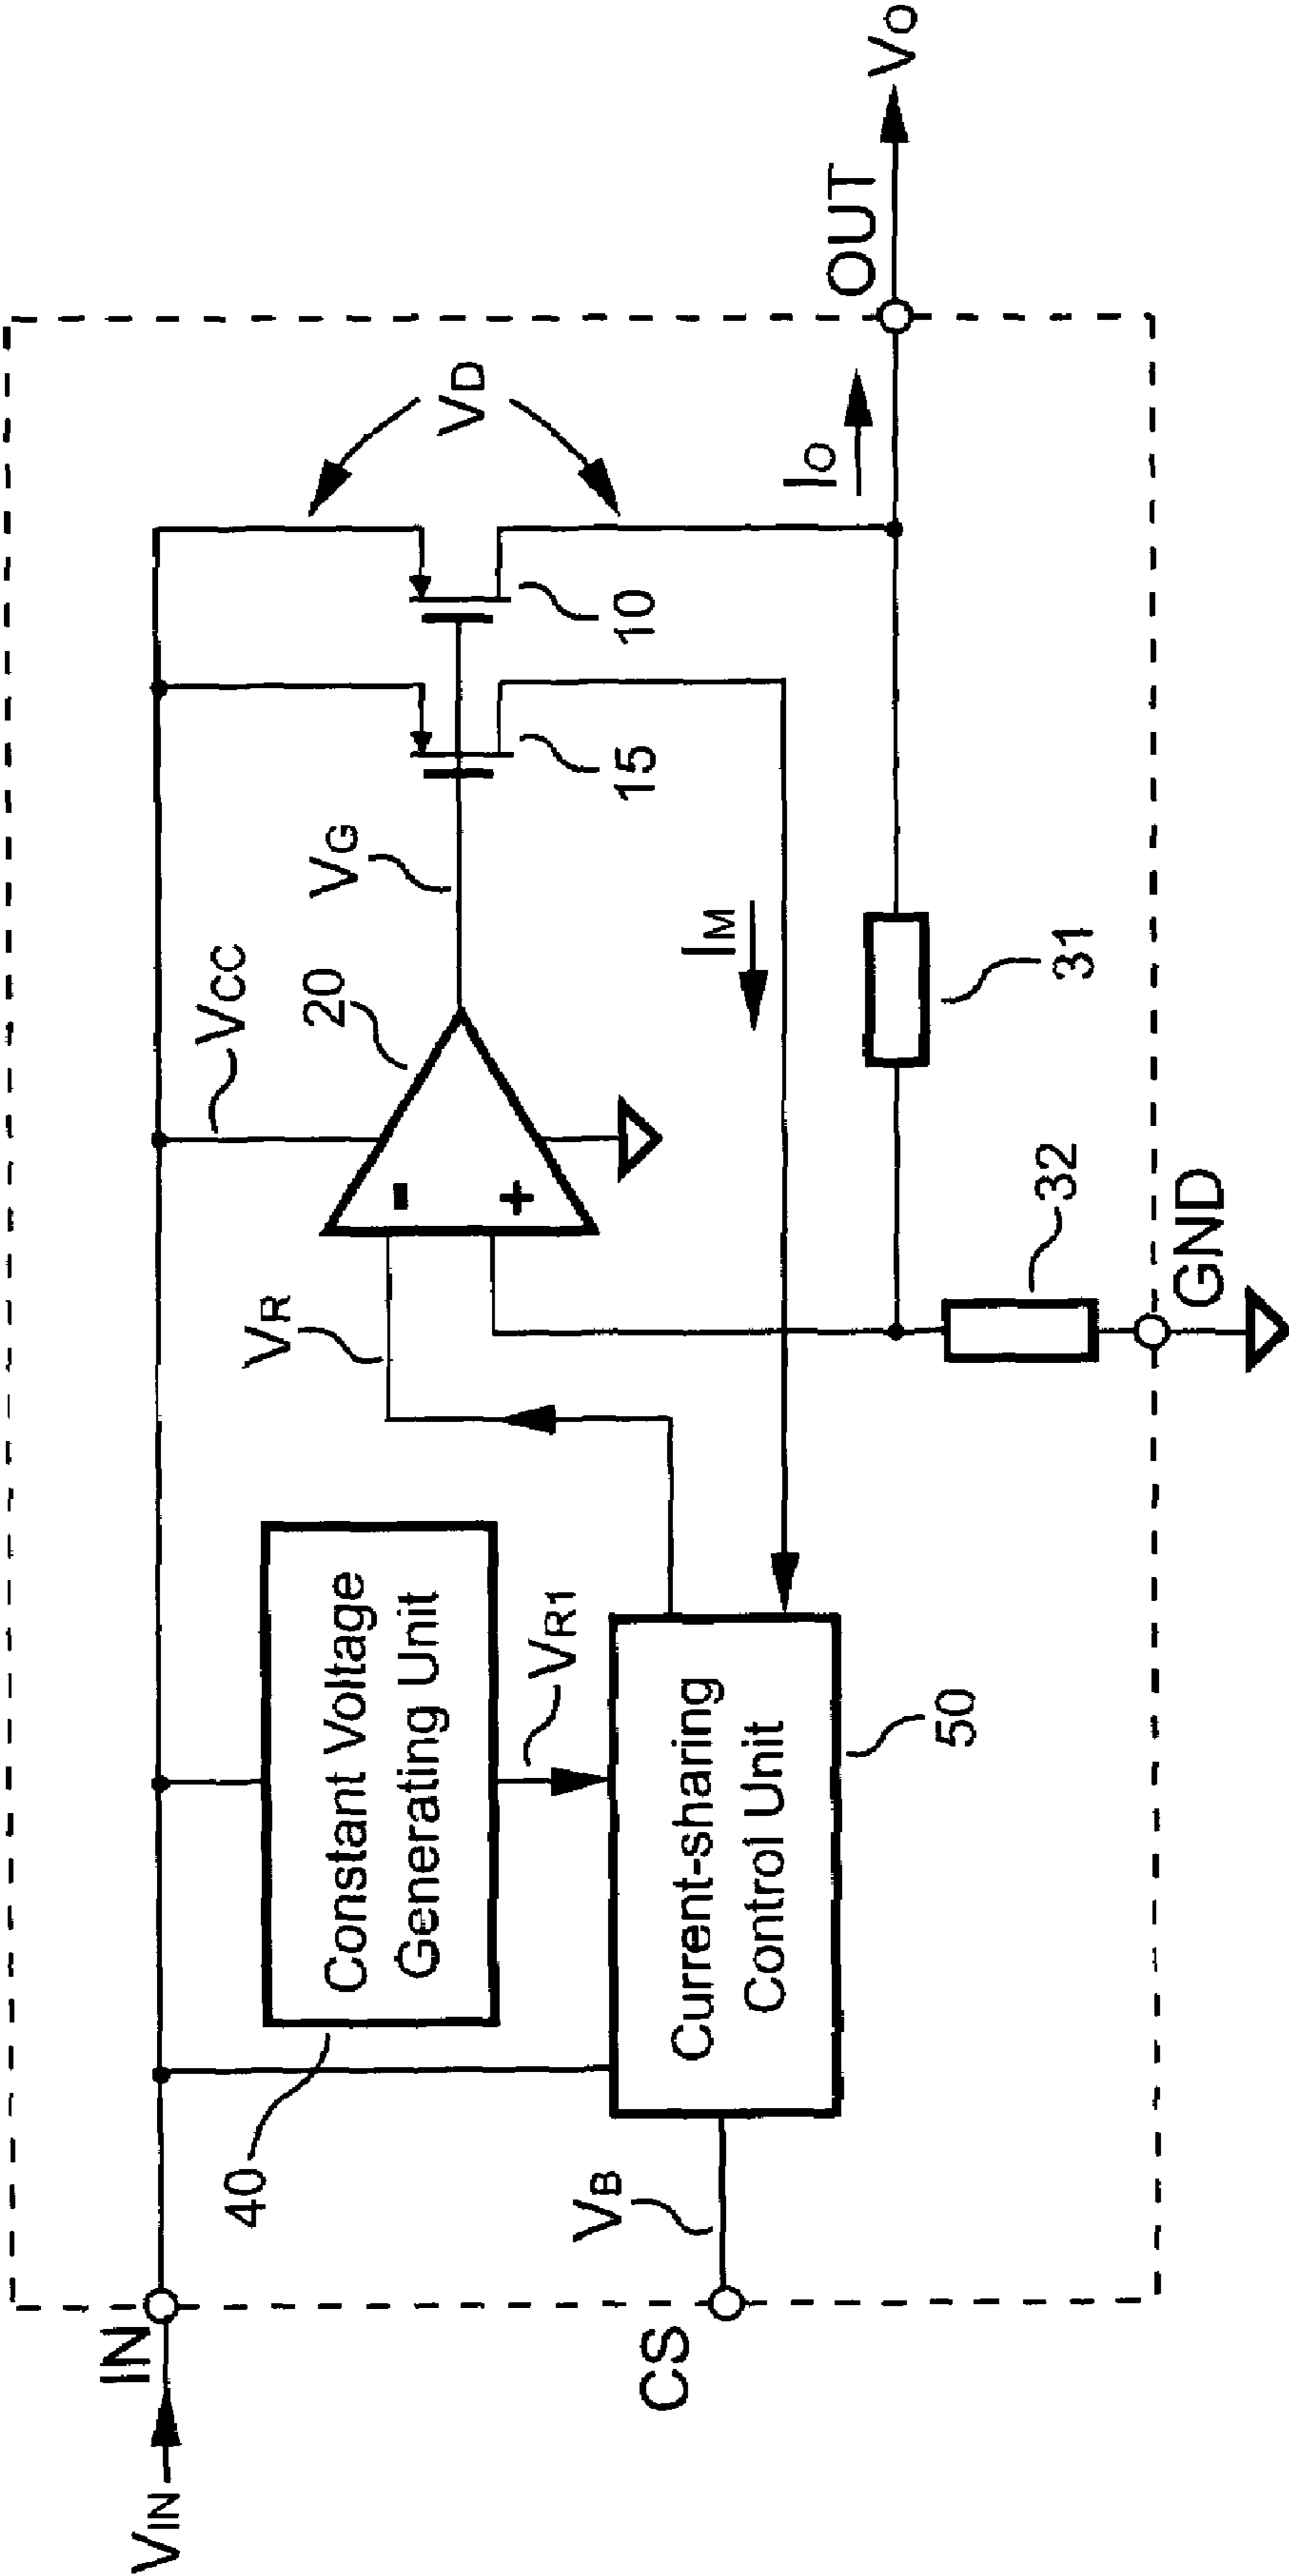 VIN
IN
VCC
VD
40
Constant Voltage
Generating Unit
VR
20
VG
15
10
VR1
IM
IO
OUT
VO
-
+
VB
CS
Current-sharing
Control Unit
50
31
32
GND